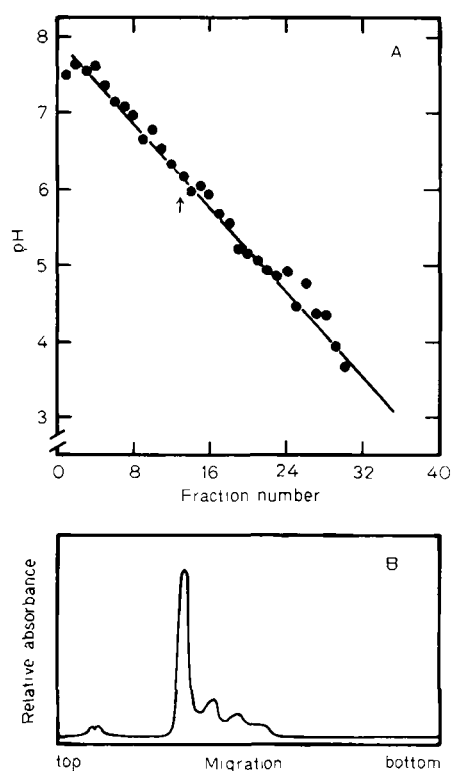 A
8
7
6
5
4
3
pH
0 8 16 24 32 40
Fraction number
B
Relative absorbance
top Migration bottom